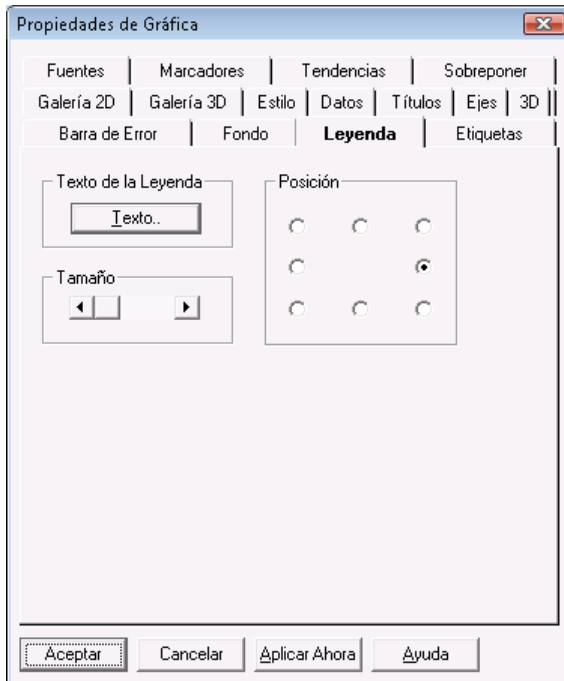 Propiedades de Gráfica
Fuentes Marcadores Tendencias Sobreponer
Galería 2D Galería 3D Estilo Datos Títulos Ejes 3D
Barra de Error Fondo Leyenda Etiquetas
Texto de la Leyenda Posición
Texto..
Tamaño
Aceptar Cancelar Aplicar Ahora Ayuda